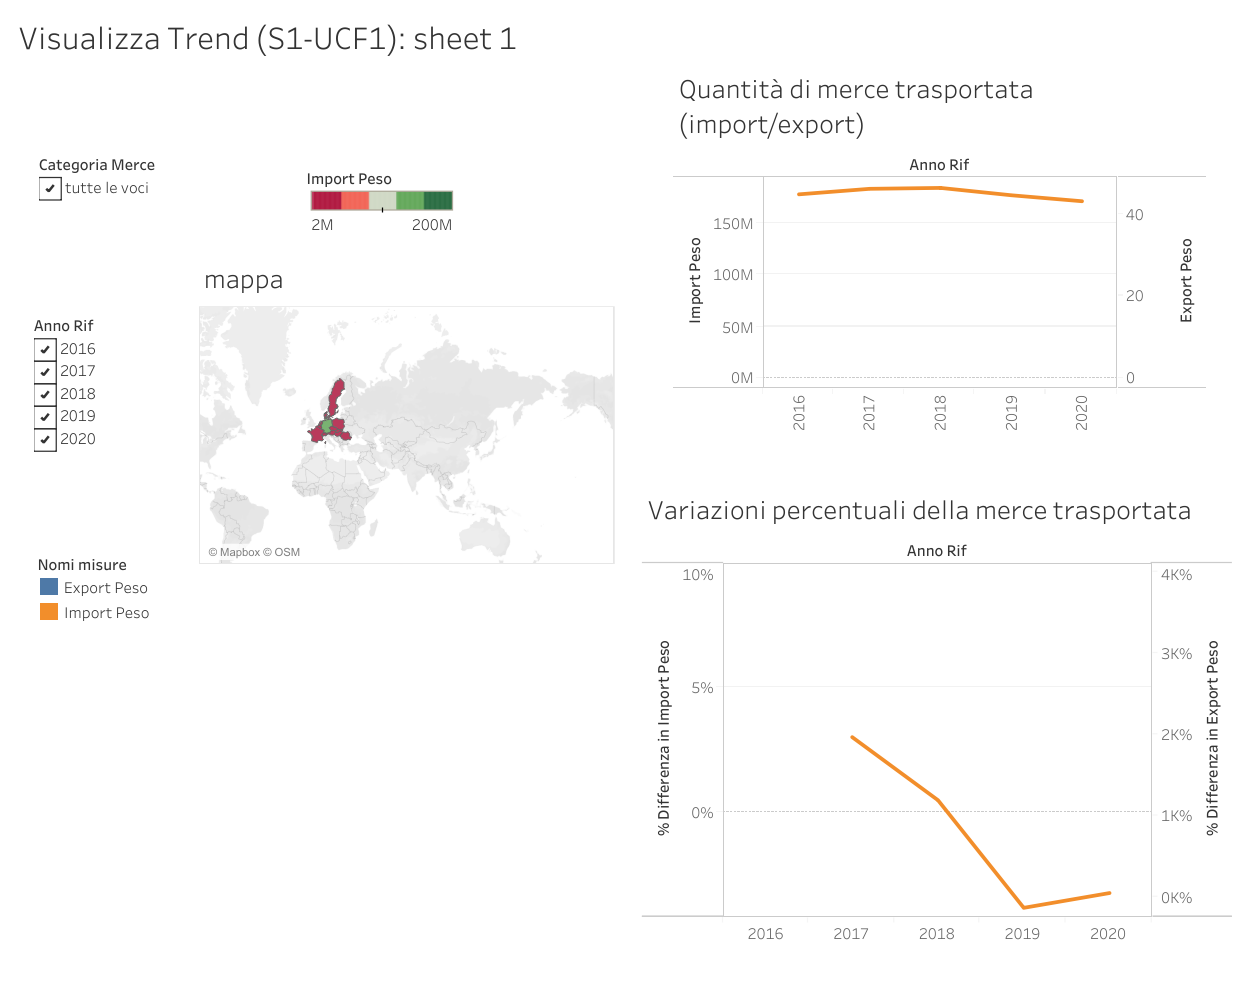 Visualizza Trend (S1-UCF1): sheet 1
Categoria Merce
tutte le voci
Import Peso
2M
200M
mappa
Anno Rif
2016
2017
2018
2019
2020
© Mapbox © OSM
Nomi misure
Export Peso
Import Peso
Quantità di merce trasportata
(import/export)
Anno Rif
Import Peso
150M
100M
50M
0M
40
20
0
Export Peso
2016
2017
2018
2019
2020
Variazioni percentuali della merce trasportata
Anno Rif
% Differenza in Import Peso
10%
5%
0%
4K%
3K%
2K%
1K%
0K%
% Differenza in Export Peso
2016
2017
2018
2019
2020